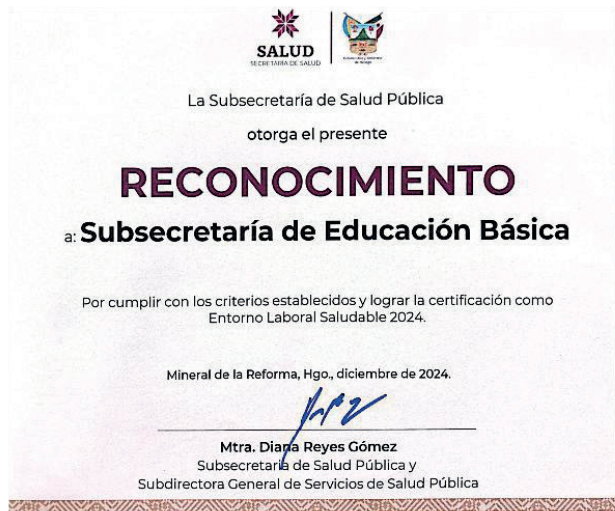 SALUD
SECRETARÍA DE SALUD
La Subsecretaría de Salud Pública
otorga el presente
RECONOCIMIENTO
a: Subsecretaría de Educación Básica
Por cumplir con los criterios establecidos y lograr la certificación como
Entorno Laboral Saludable 2024.
Mineral de la Reforma, Hgo., diciembre de 2024.
Mtra. Diana Reyes Gómez
Subsecretaria de Salud Pública y
Subdirectora General de Servicios de Salud Pública